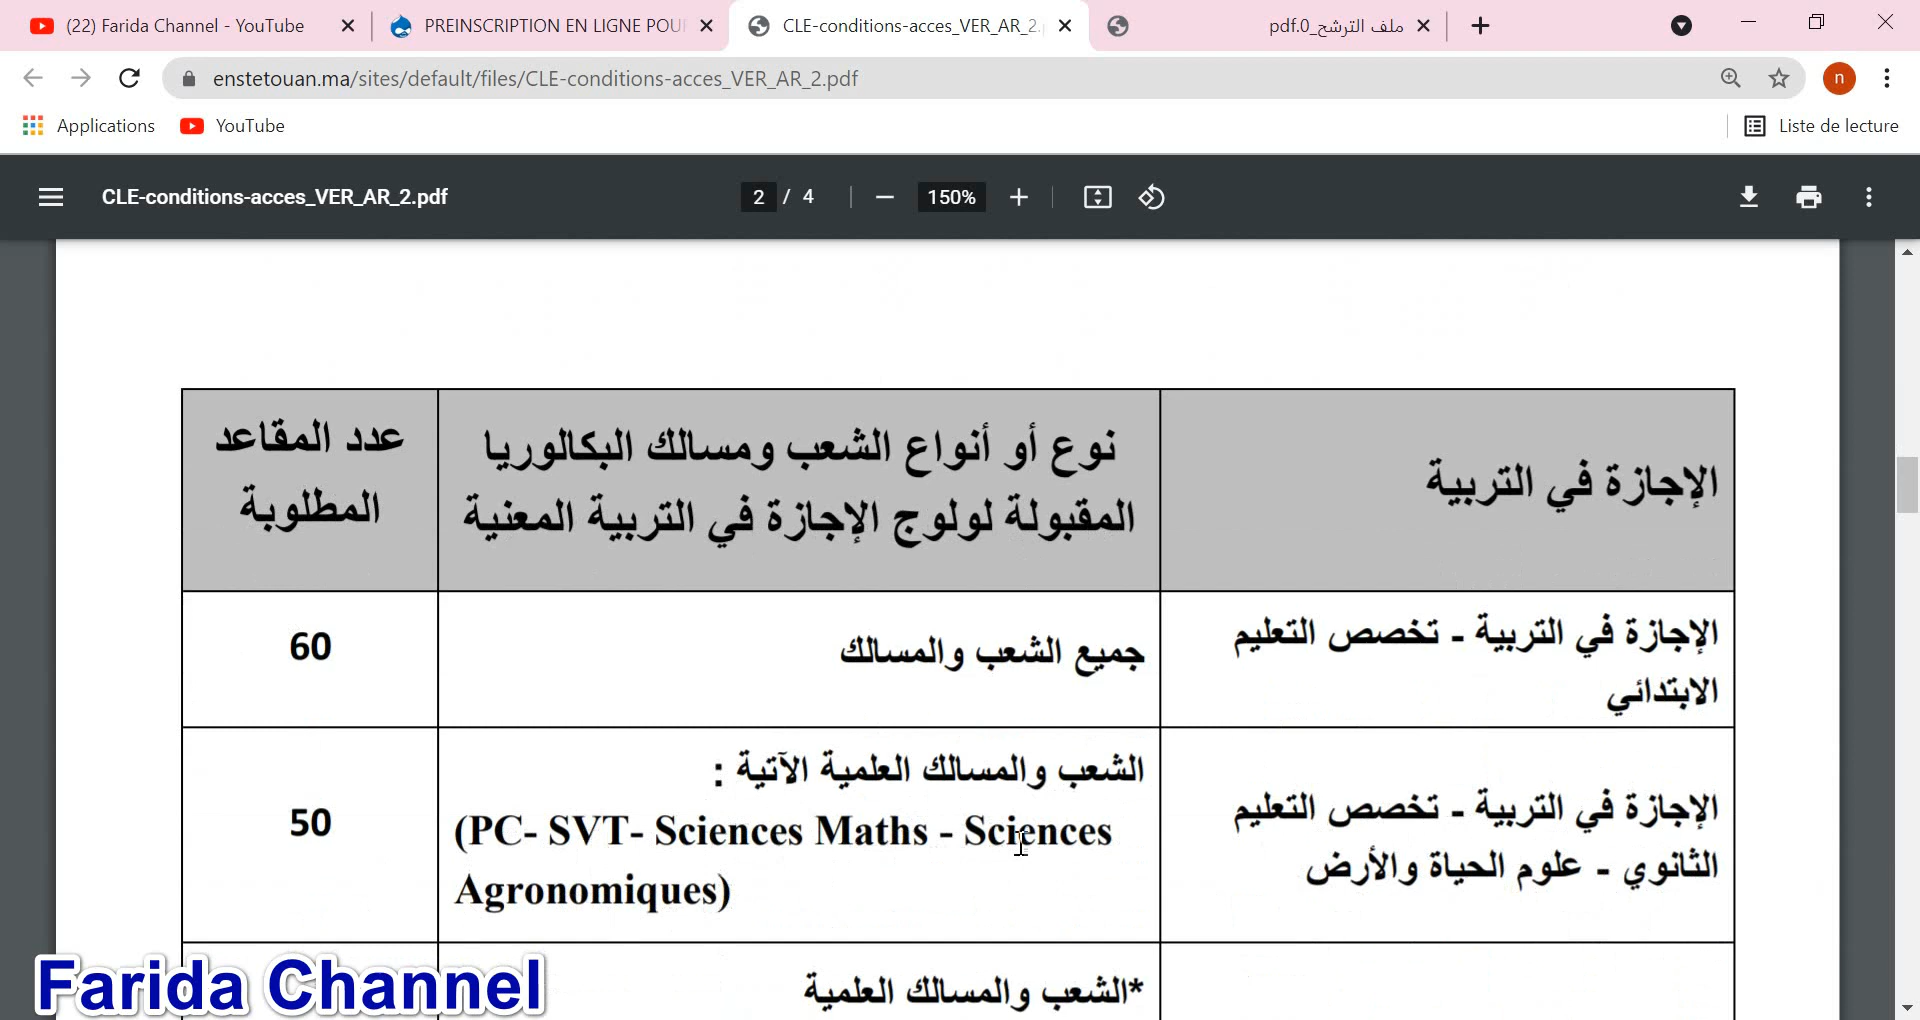 (22) Farida Channel - YouTube
PREINSCRIPTION EN LIGNE POU
CLE-conditions-acces_VER_AR_2.
ملف الترشح_0.pdf
enstetouan.ma/sites/default/files/CLE-conditions-acces_VER_AR_2.pdf
n
Applications
YouTube
Liste de lecture
CLE-conditions-acces_VER_AR_2.pdf
2 / 4
150%
الإجازة في التربية
نوع أو أنواع الشعب ومسالك البكالوريا
المقبولة لولوج الإجازة في التربية المعنية
عدد المقاعد
المطلوبة
الإجازة في التربية - تخصص التعليم
الابتدائي
جميع الشعب والمسالك
60
الإجازة في التربية - تخصص التعليم
الثانوي - علوم الحياة والأرض
الشعب والمسالك العلمية الآتية :
(PC- SVT- Sciences Maths - Sciences
Agronomiques)
50
*الشعب والمسالك العلمية
Farida Channel